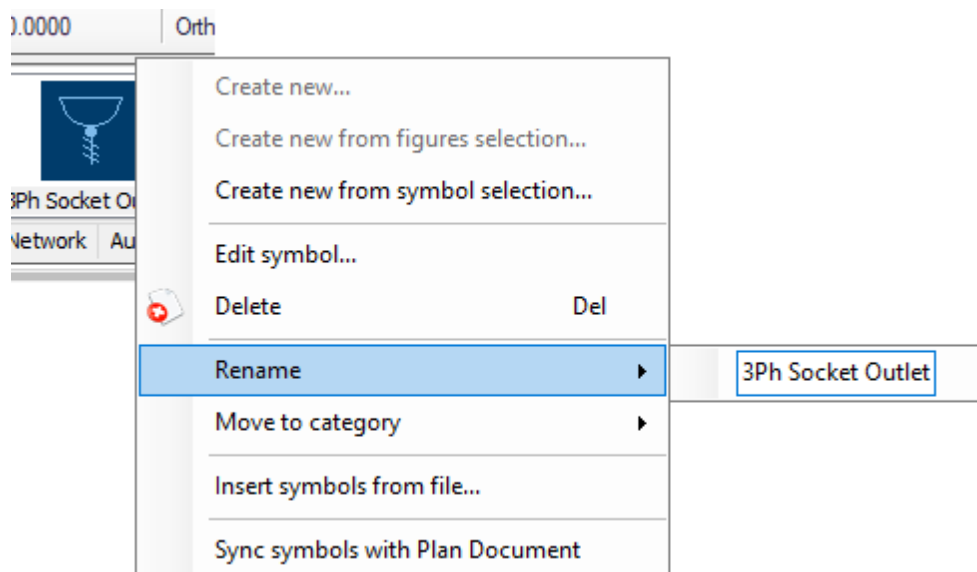 0.0000 Orth
Create new...
Create new from figures selection...
3Ph Socket Ou
Create new from symbol selection...
Network Au
Edit symbol...
Delete Del
Rename
3Ph Socket Outlet
Move to category
Insert symbols from file...
Sync symbols with Plan Document